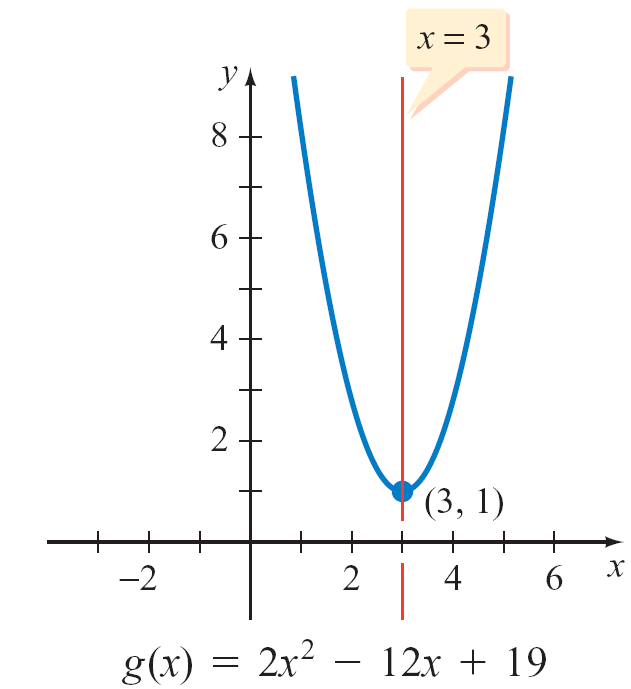 x = 3
y
8
6
4
2
(3, 1)
−2 2 4 6 x
g(x) = 2x² − 12x + 19